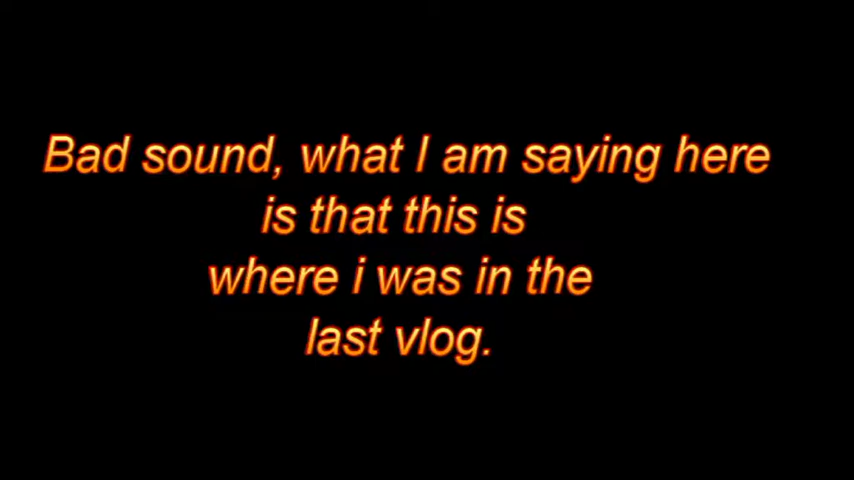 Bad sound, what I am saying here
is that this is
where i was in the
last vlog.